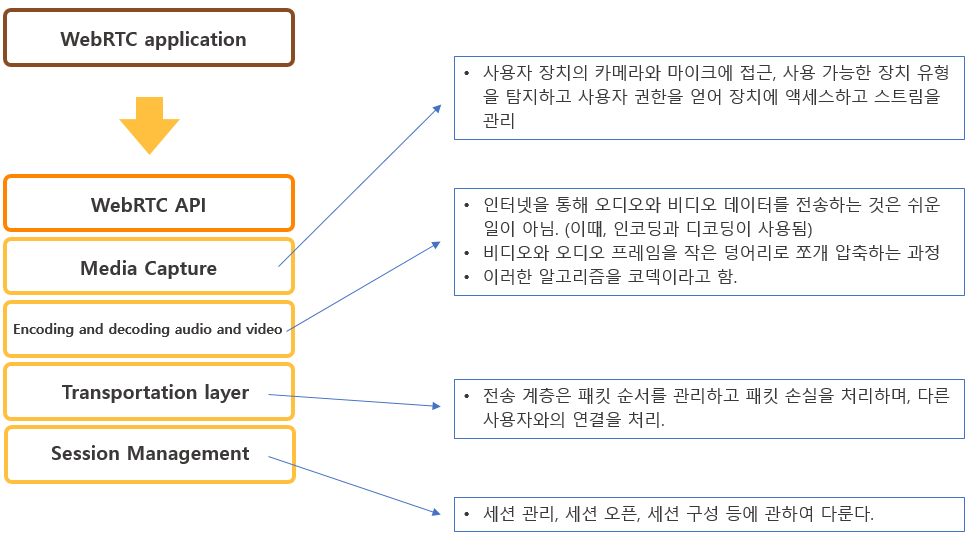 WebRTC application
WebRTC API
Media Capture
Encoding and decoding audio and video
Transportation layer
Session Management
• 사용자 장치의 카메라와 마이크에 접근, 사용 가능한 장치 유형
을 탐지하고 사용자 권한을 얻어 장치에 액세스하고 스트림을
관리
• 인터넷을 통해 오디오와 비디오 데이터를 전송하는 것은 쉬운
일이 아님. (이때, 인코딩과 디코딩이 사용됨)
• 비디오와 오디오 프레임을 작은 덩어리로 쪼개 압축하는 과정
• 이러한 알고리즘을 코덱이라고 함.
• 전송 계층은 패킷 순서를 관리하고 패킷 손실을 처리하며, 다른
사용자와의 연결을 처리.
• 세션 관리, 세션 오픈, 세션 구성 등에 관하여 다룬다.